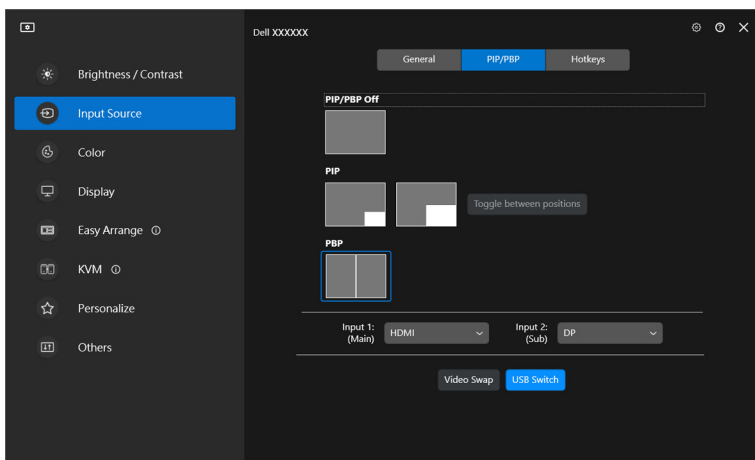 Dell XXXXXX
Brightness / Contrast
Input Source
Color
Display
Easy Arrange
KVM
Personalize
Others
General
PIP/PBP
Hotkeys
PIP/PBP Off
PIP
Toggle between positions
PBP
Input 1:
(Main)
HDMI
Input 2:
(Sub)
DP
Video Swap
USB Switch